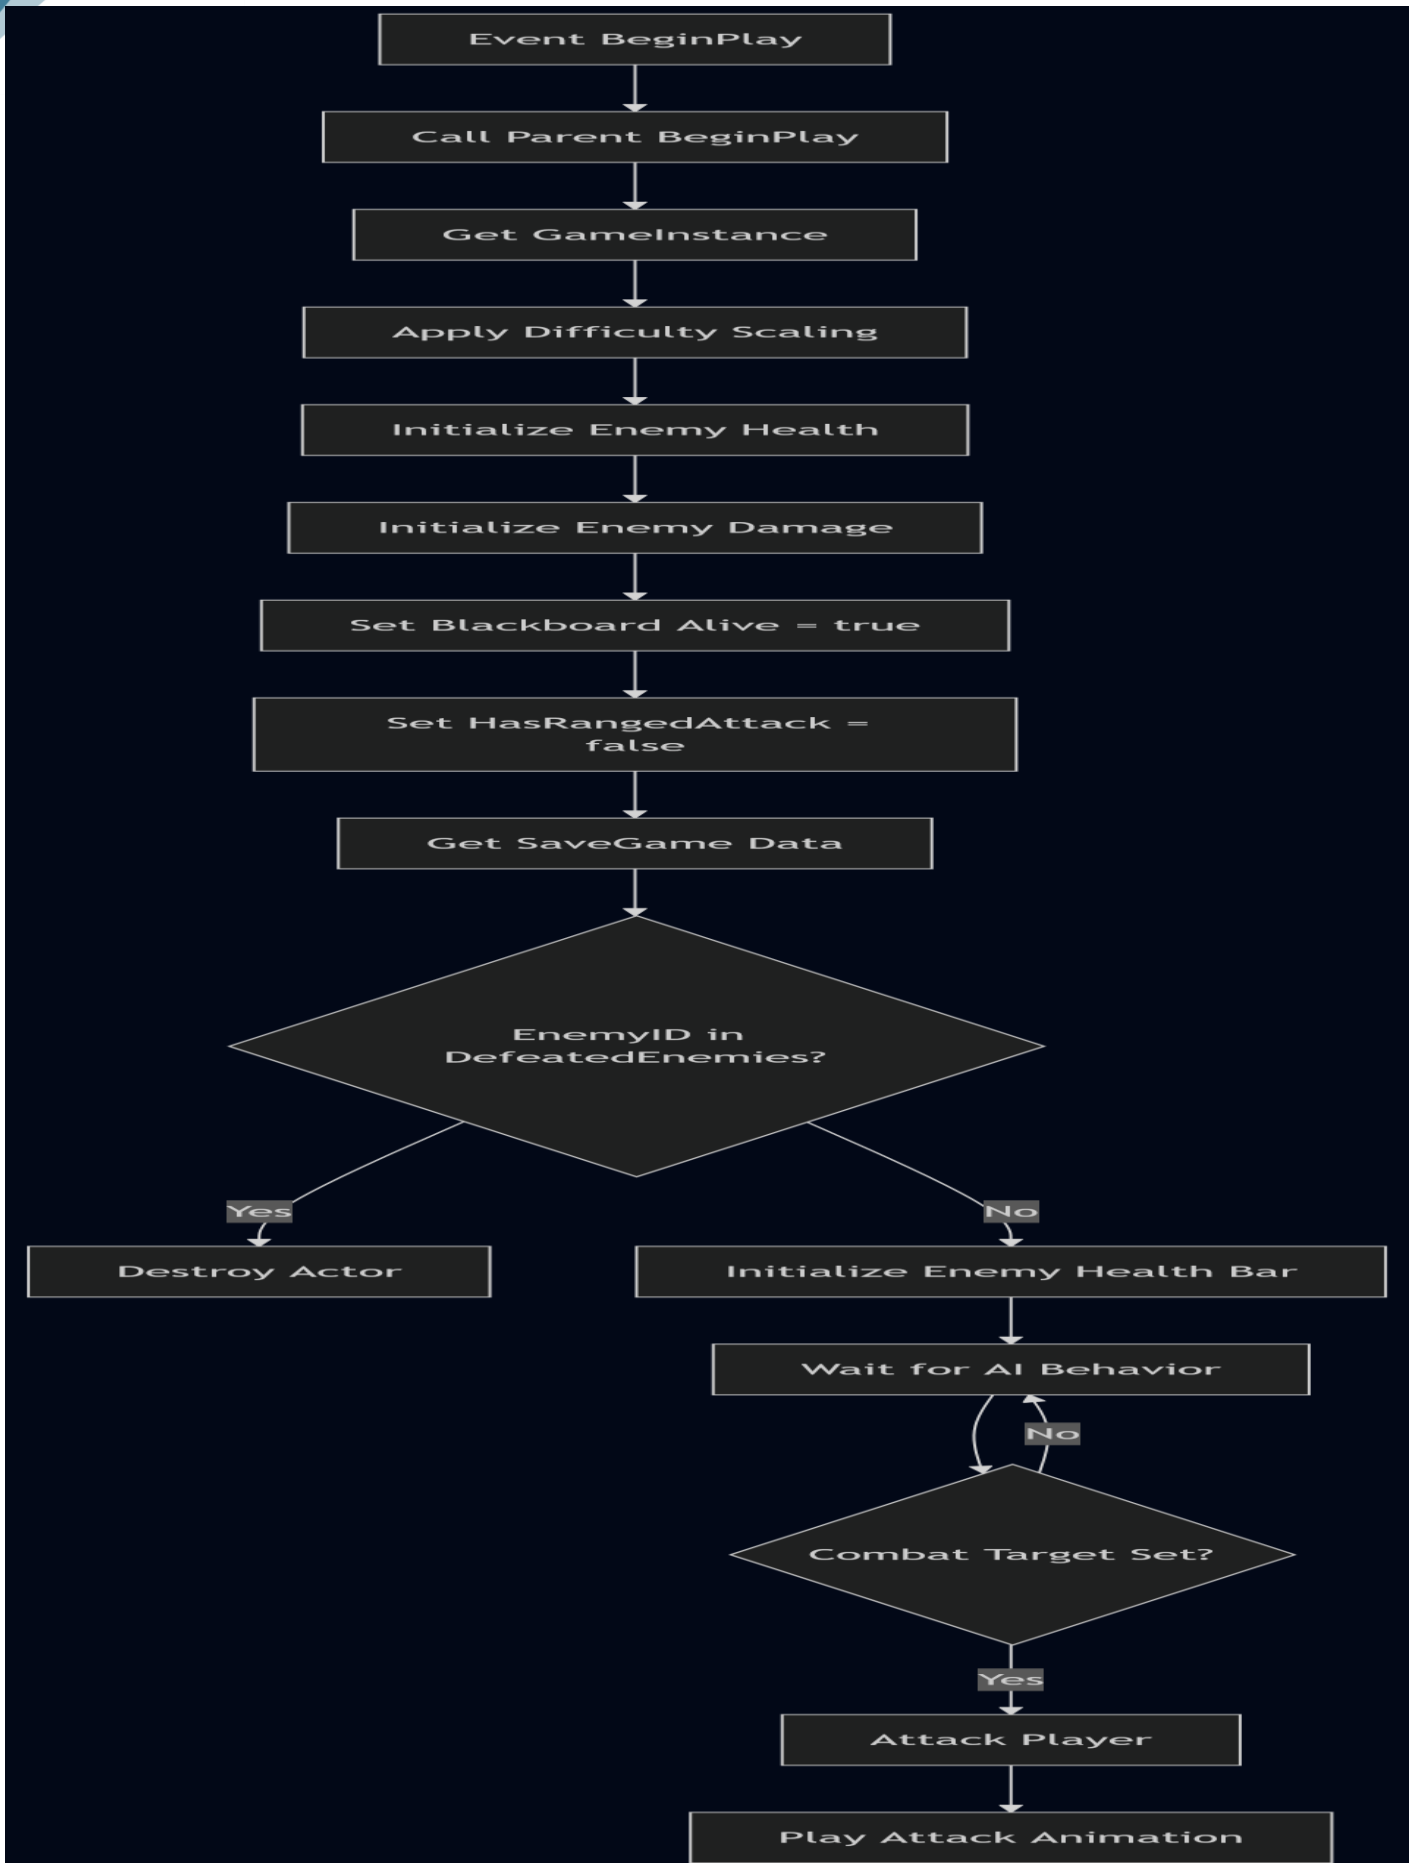 Event BeginPlay
Call Parent BeginPlay
Get GameInstance
Apply Difficulty Scaling
Initialize Enemy Health
Initialize Enemy Damage
Set Blackboard Alive = true
Set HasRangedAttack =
false
Get SaveGame Data
EnemyID in
DefeatedEnemies?
Yes
No
Destroy Actor
Initialize Enemy Health Bar
Wait for AI Behavior
No
Combat Target Set?
Yes
Attack Player
Play Attack Animation